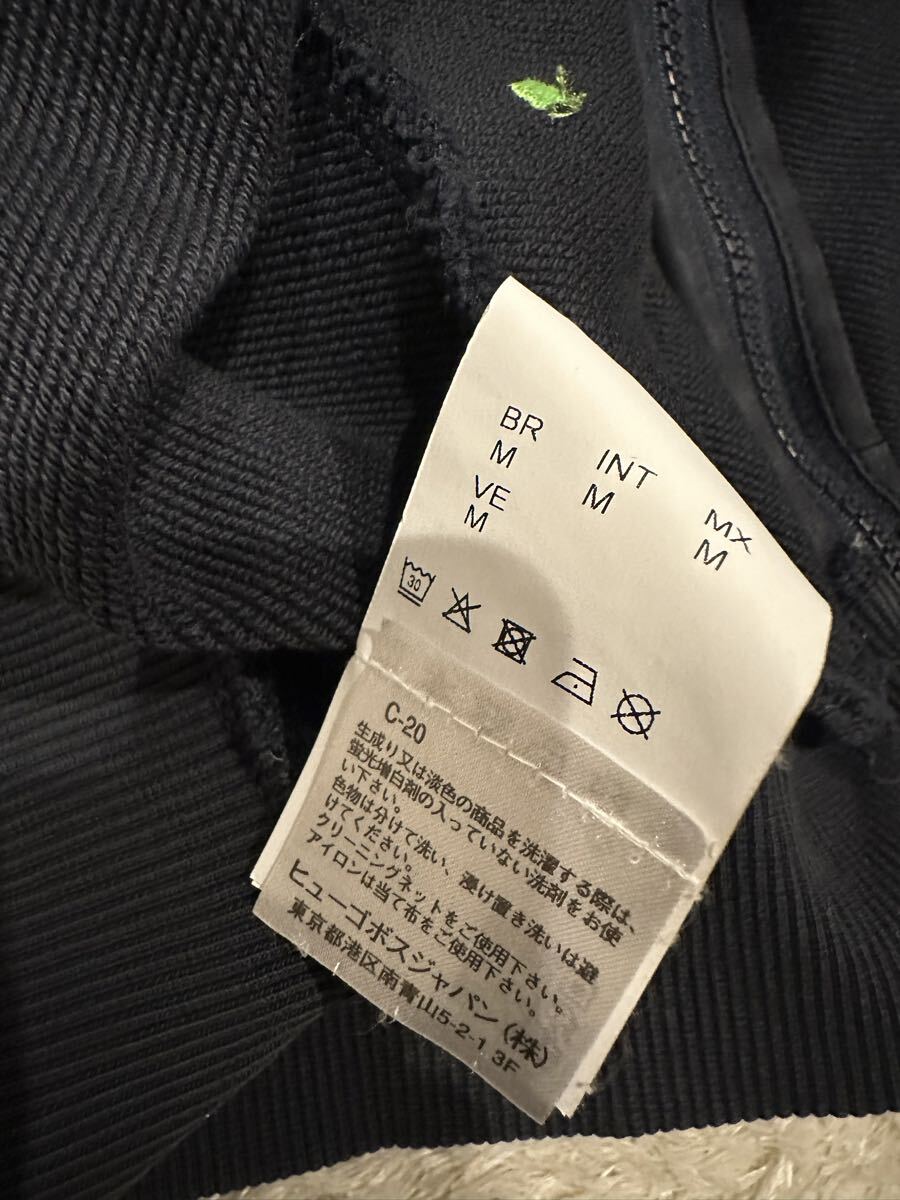 BR
M
INT
M
MX
M
VE
M
30
C-20
生成り又は淡色の商品を洗濯する際は、
蛍光増白剤の入っていない洗剤をお使
い下さい。
色物は分けて洗い、浸け置き洗いは避
けてください。
クリーニングネットをご使用下さい。
アイロンは当て布をご使用下さい。
ヒューゴボスジャパン(株)
東京都港区南青山5-2-1 3F